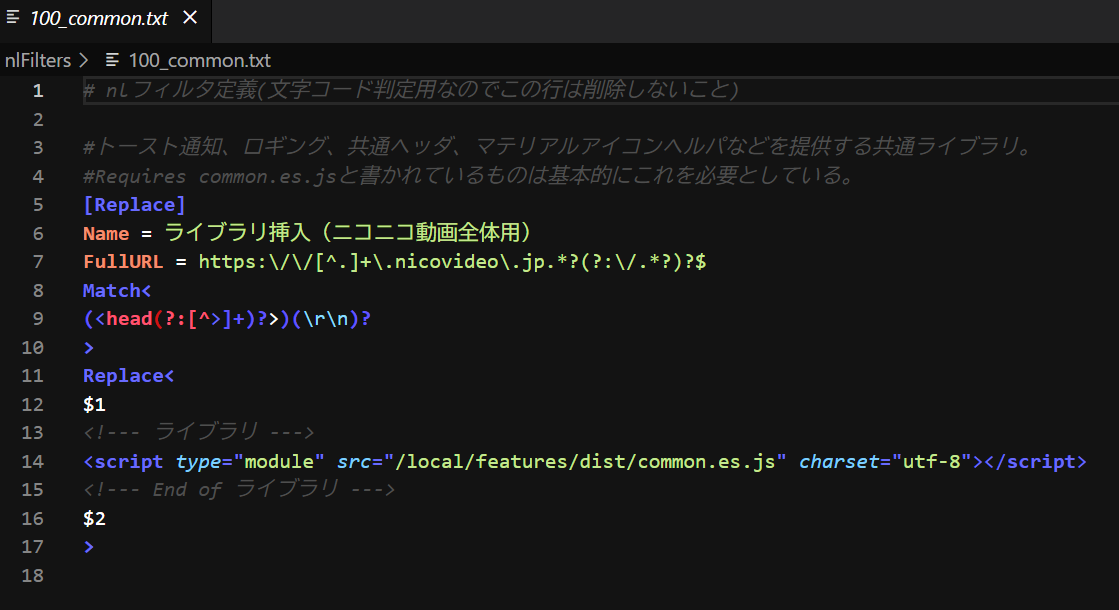 100_common.txt
nlFilters > 100_common.txt
1 # nlフィルタ定義(文字コード判定用なのでこの行は削除しないこと)
2
3 #トースト通知、ロギング、共通ヘッダ、マテリアルアイコンヘルパなどを提供する共通ライブラリ。
4 #Requires common.es.jsと書かれているものは基本的にこれを必要としている。
5 [Replace]
6 Name = ライブラリ挿入（ニコニコ動画全体用）
7 FullURL = https:\/\/[^.]+\.nicovideo\.jp.*?(?:\/.*?)?$
8 Match<
9 (<head(?:[^>]+)?>)(\r\n)?
10 >
11 Replace<
12 $1
13 <!--- ライブラリ --->
14 <script type="module" src="/local/features/dist/common.es.js" charset="utf-8"></script>
15 <!--- End of ライブラリ --->
16 $2
17 >
18